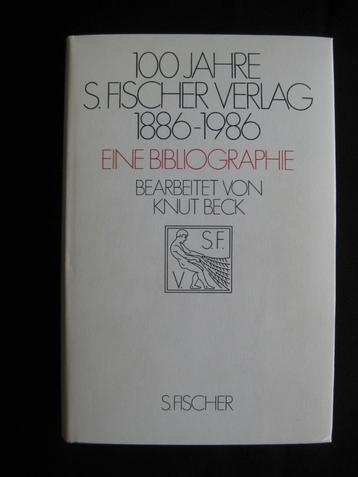 100 JAHRE
S. FISCHER VERLAG
1886-1986
EINE BIBLIOGRAPHIE
BEARBEITET VON
KNUT BECK
S.F.
V.
S. FISCHER